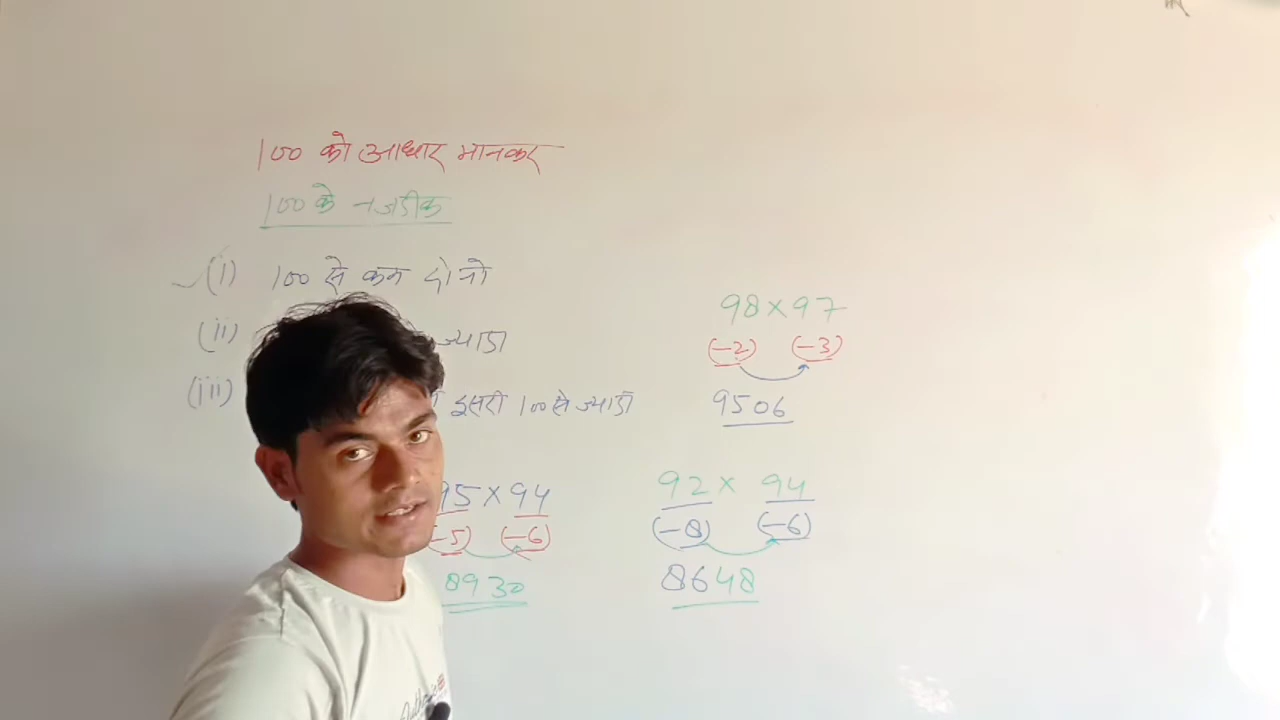 100 को आधार मानकर
100 के नजदीक
(i) 100 से कम दोनो
(ii) ज्यादा
(iii) दूसरी 100 से ज्यादा
98 × 97
(-2) (-3)
9506
95 × 94
(-5) (-6)
8930
92 × 94
(-8) (-6)
8648